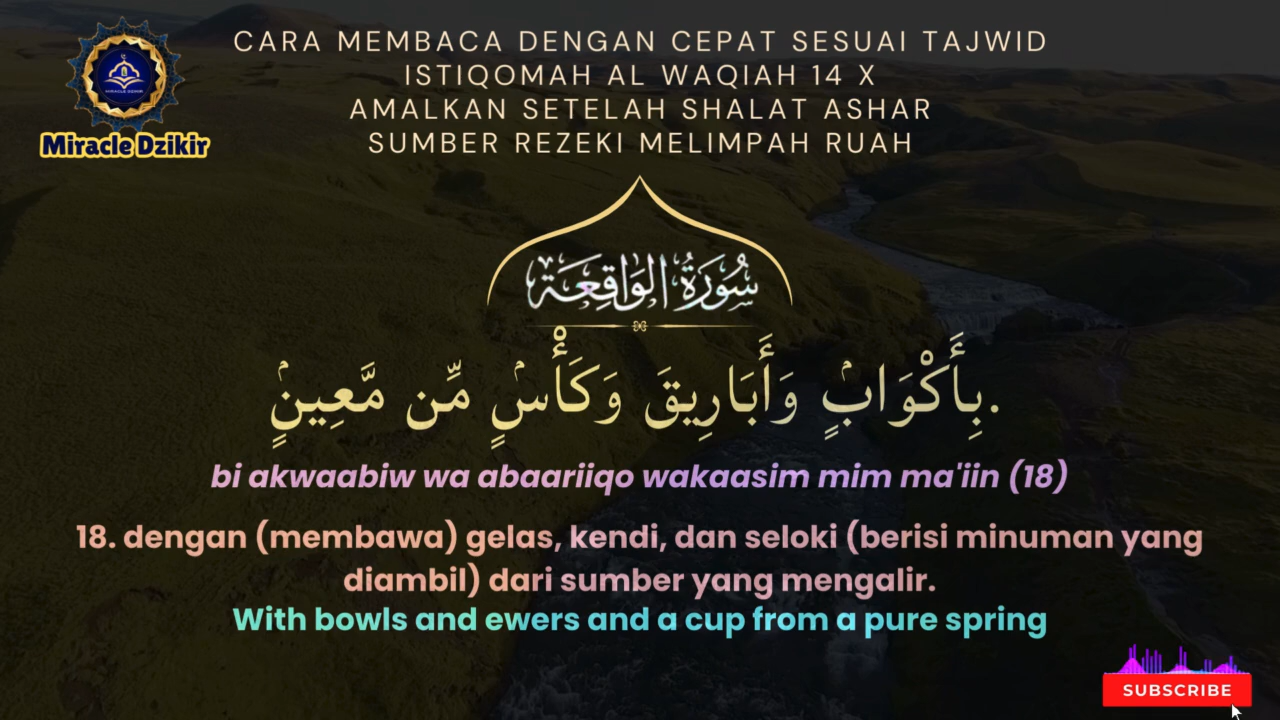 CARA MEMBACA DENGAN CEPAT SESUAI TAJWID
ISTIQOMAH AL WAQIAH 14 X
AMALKAN SETELAH SHALAT ASHAR
SUMBER REZEKI MELIMPAH RUAH
MIRACLE DZIKIR
Miracle Dzikir
سُورَةُ الوَاقِعَة
.بِأَكْوَابٍۢ وَأَبَارِيقَ وَكَأْسٍۢ مِّن مَّعِينٍۢ
bi akwaabiw wa abaariiqo wakaasim mim ma'iin (18)
18. dengan (membawa) gelas, kendi, dan seloki (berisi minuman yang
diambil) dari sumber yang mengalir.
With bowls and ewers and a cup from a pure spring
SUBSCRIBE